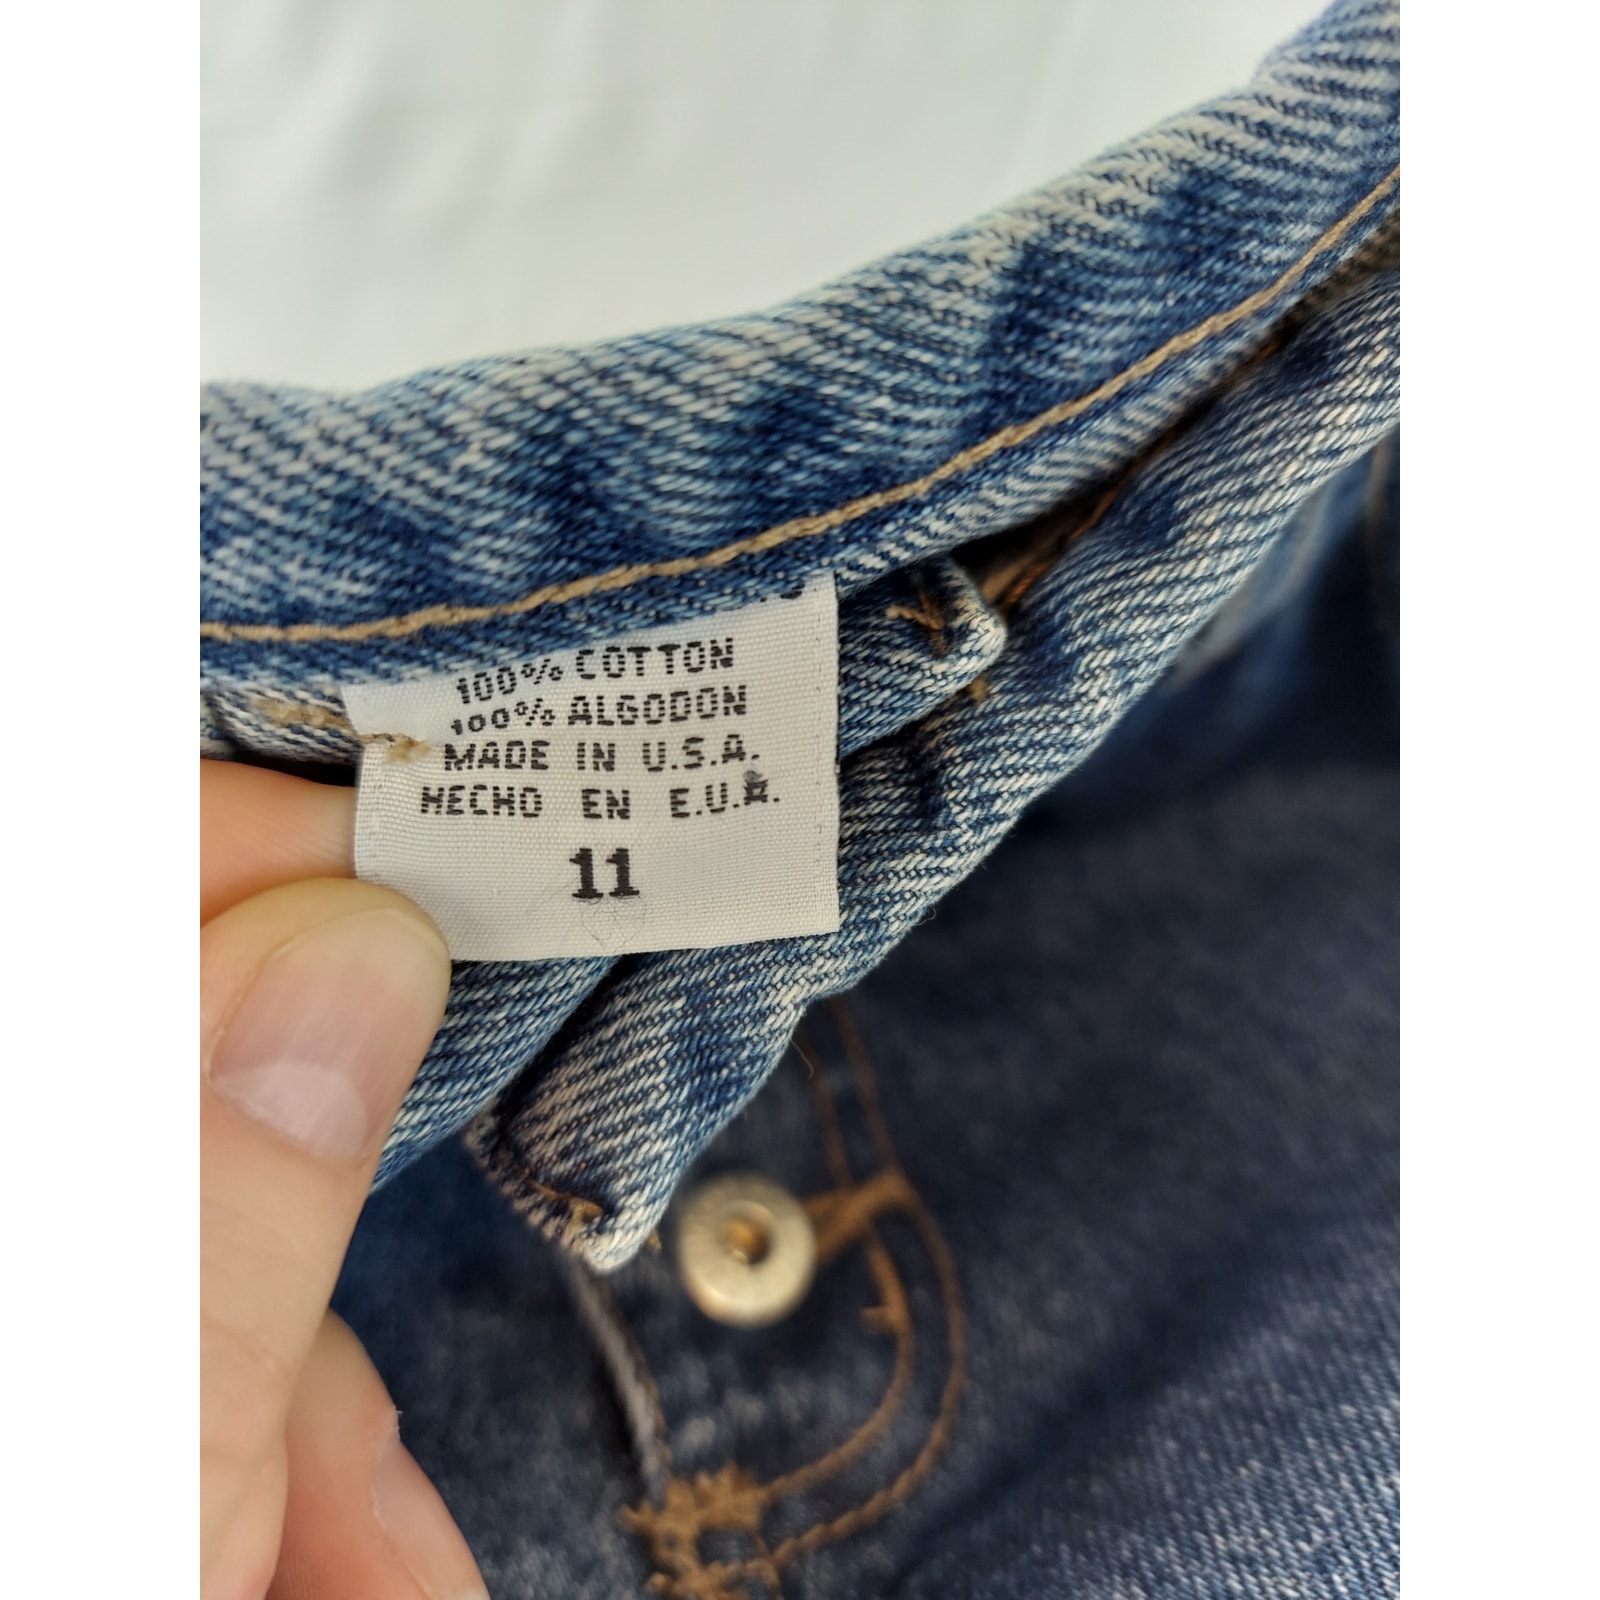 100% COTTON
100% ALGODON
MADE IN U.S.A.
HECHO EN E.U.A.
11